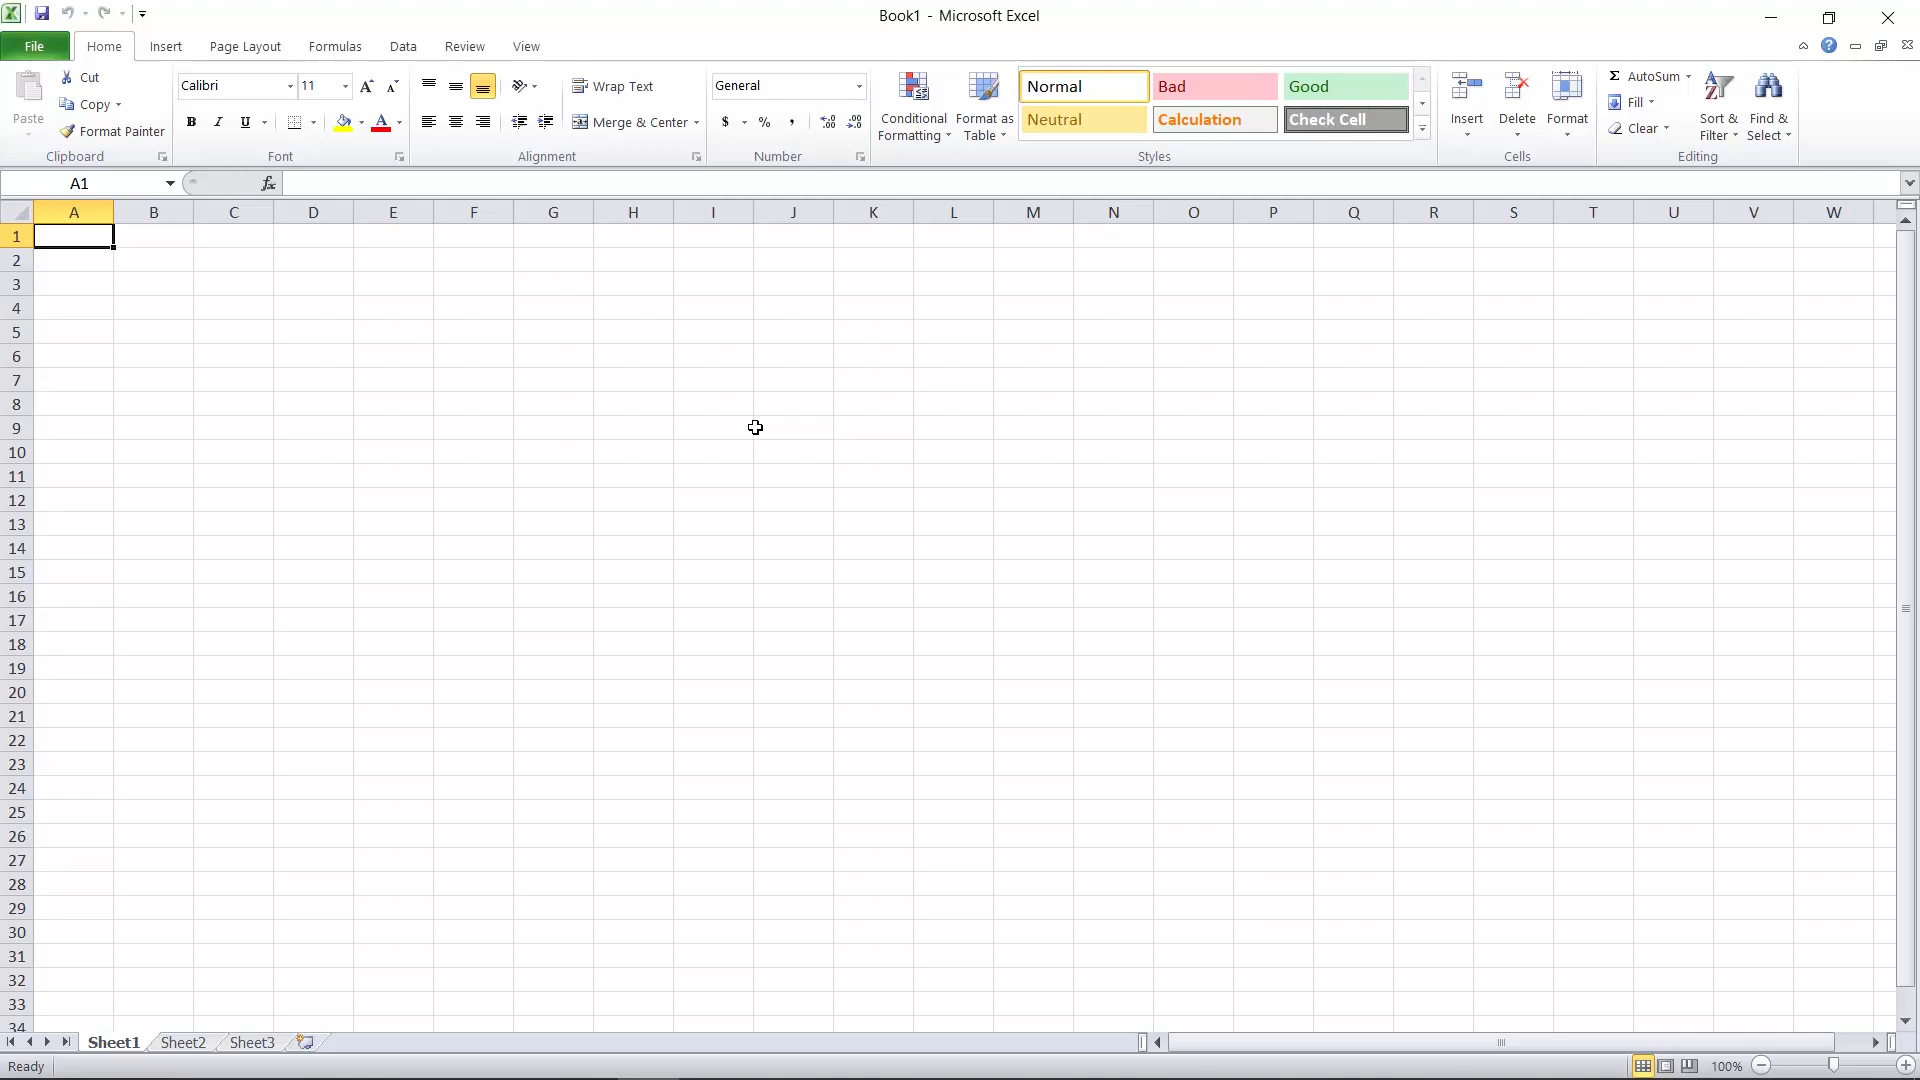 Book1 - Microsoft Excel
File Home Insert Page Layout Formulas Data Review View
Paste
Cut
Copy
Format Painter
Clipboard
Calibri 11
B I U A
Font
Wrap Text
Merge & Center
Alignment
General
$ % ,
Number
Conditional Formatting
Format as Table
Normal Bad Good
Neutral Calculation Check Cell
Styles
Insert Delete Format
Cells
Σ AutoSum
Fill
Clear
Sort & Filter
Find & Select
Editing
A1 fx
A B C D E F G H I J K L M N O P Q R S T U V W
1
2
3
4
5
6
7
8
9
10
11
12
13
14
15
16
17
18
19
20
21
22
23
24
25
26
27
28
29
30
31
32
33
34
Sheet1 Sheet2 Sheet3
Ready 100%